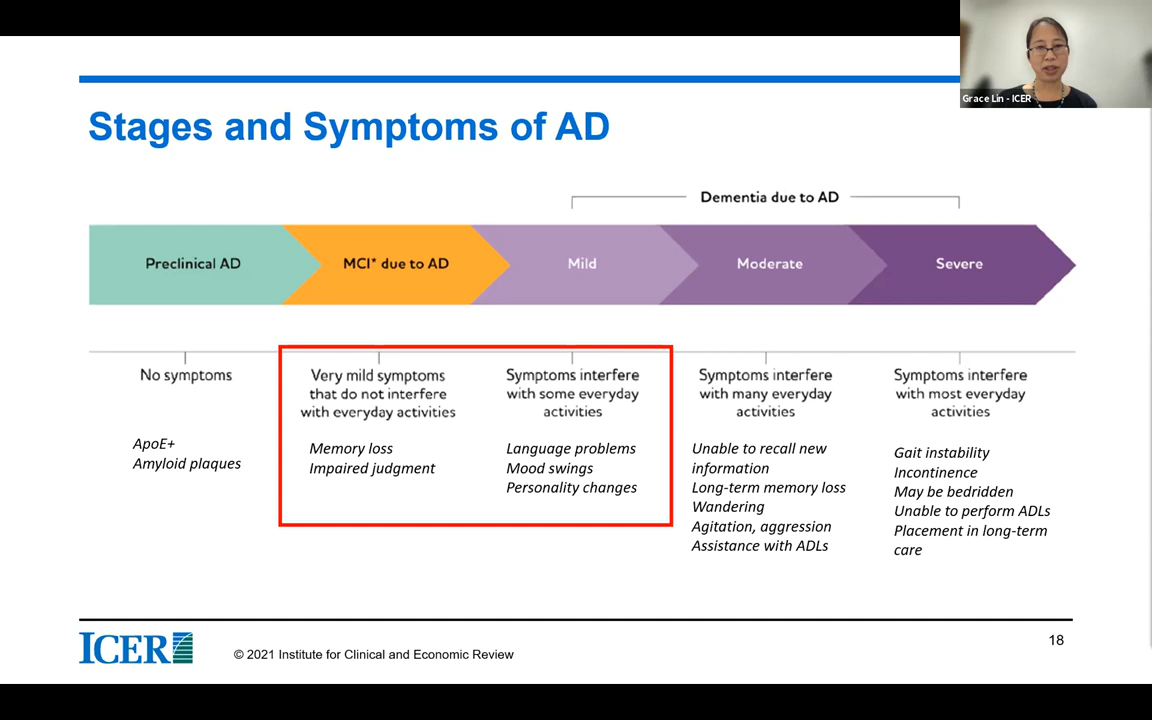 Grace Lin - ICER
Stages and Symptoms of AD
Dementia due to AD
Preclinical AD
MCI* due to AD
Mild
Moderate
Severe
No symptoms
ApoE+
Amyloid plaques
Very mild symptoms
that do not interfere
with everyday activities
Memory loss
Impaired judgment
Symptoms interfere
with some everyday
activities
Language problems
Mood swings
Personality changes
Symptoms interfere
with many everyday
activities
Unable to recall new
information
Long-term memory loss
Wandering
Agitation, aggression
Assistance with ADLs
Symptoms interfere
with most everyday
activities
Gait instability
Incontinence
May be bedridden
Unable to perform ADLs
Placement in long-term
care
ICER
© 2021 Institute for Clinical and Economic Review
18